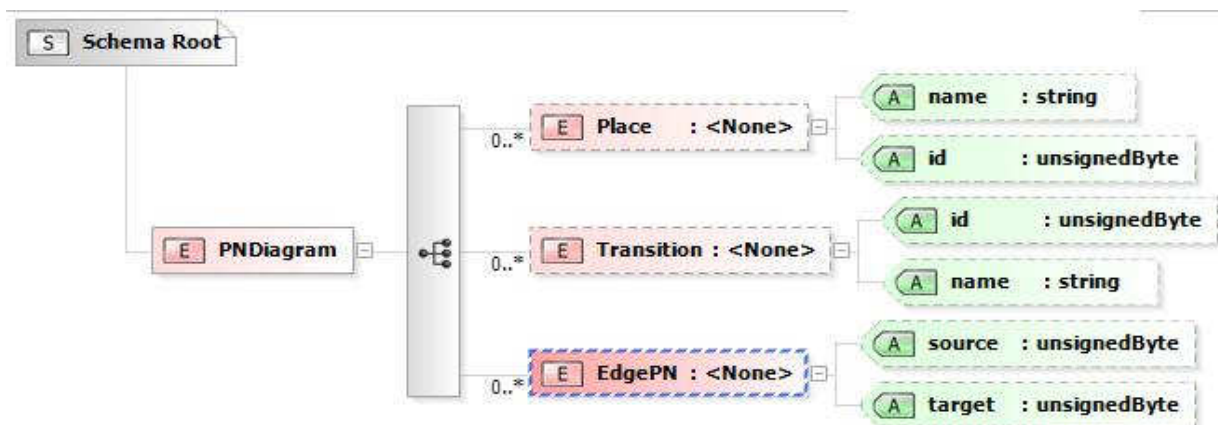 S Schema Root
A name : string
E Place : <None>
0..*
A id : unsignedByte
A id : unsignedByte
E PNDiagram
E Transition : <None>
0..*
A name : string
A source : unsignedByte
E EdgePN : <None>
0..*
A target : unsignedByte